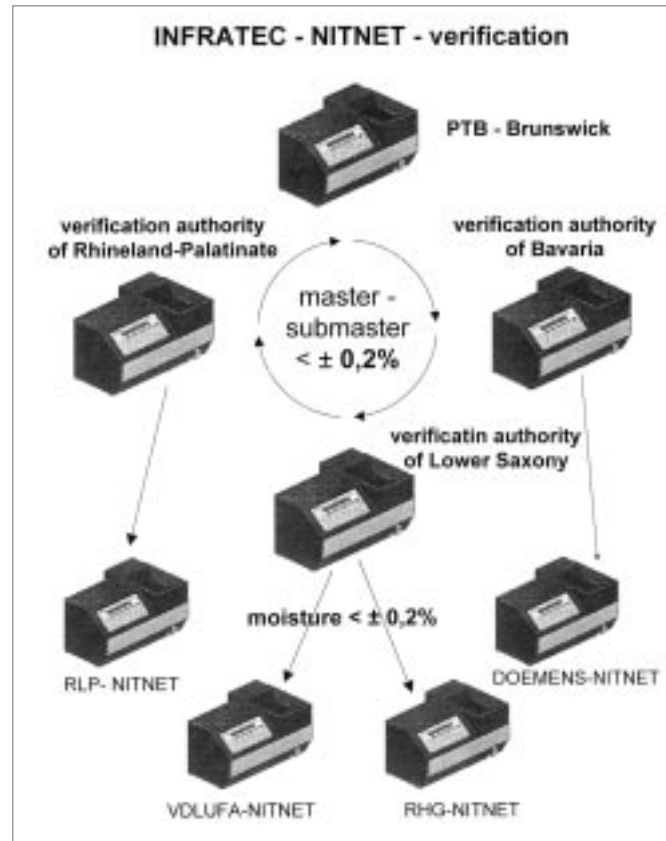 INFRATEC - NITNET - verification
PTB - Brunswick
verification authority
of Rhineland-Palatinate
verification authority
of Bavaria
master -
submaster
< ± 0,2%
verificatin authority
of Lower Saxony
moisture < ± 0,2%
RLP- NITNET
DOEMENS-NITNET
VDLUFA-NITNET
RHG-NITNET